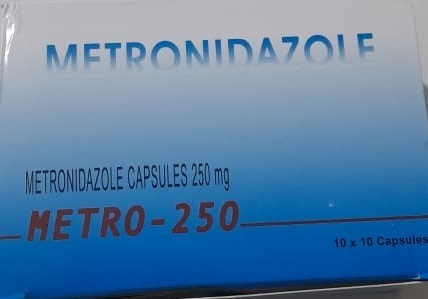 METRONIDAZOLE
METRONIDAZOLE CAPSULES 250 mg
METRO-250
10 x 10 Capsules